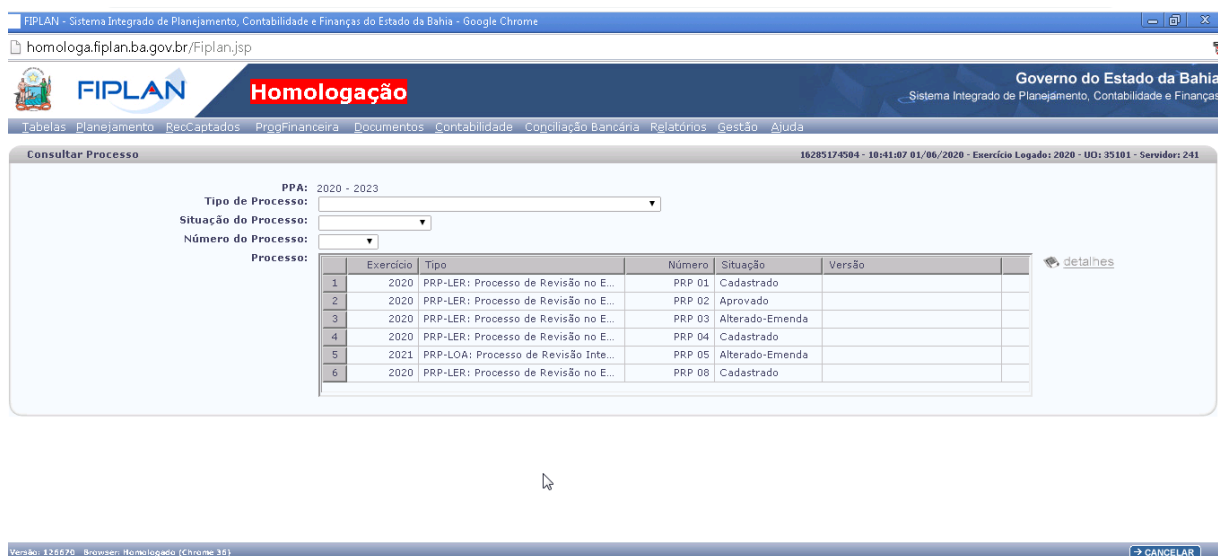 FIPLAN - Sistema Integrado de Planejamento, Contabilidade e Finanças do Estado da Bahia - Google Chrome
homologa.fiplan.ba.gov.br/Fiplan.jsp
FIPLAN
Homologação
Governo do Estado da Bahia
Sistema Integrado de Planejamento, Contabilidade e Finanças
Tabelas Planejamento RecCaptados ProgFinanceira Documentos Contabilidade Conciliação Bancária Relatórios Gestão Ajuda
Consultar Processo 16285174504 - 10:41:07 01/06/2020 - Exercício Logado: 2020 - UO: 35101 - Servidor: 241
PPA: 2020 - 2023
Tipo de Processo:
Situação do Processo:
Número do Processo:
Processo:
Exercício Tipo Número Situação Versão
detalhes
1 2020 PRP-LER: Processo de Revisão no E... PRP 01 Cadastrado
2 2020 PRP-LER: Processo de Revisão no E... PRP 02 Aprovado
3 2020 PRP-LER: Processo de Revisão no E... PRP 03 Alterado-Emenda
4 2020 PRP-LER: Processo de Revisão no E... PRP 04 Cadastrado
5 2021 PRP-LOA: Processo de Revisão Inte... PRP 05 Alterado-Emenda
6 2020 PRP-LER: Processo de Revisão no E... PRP 08 Cadastrado
Versão: 126670 Browser: Homologado (Chrome 36)
CANCELAR